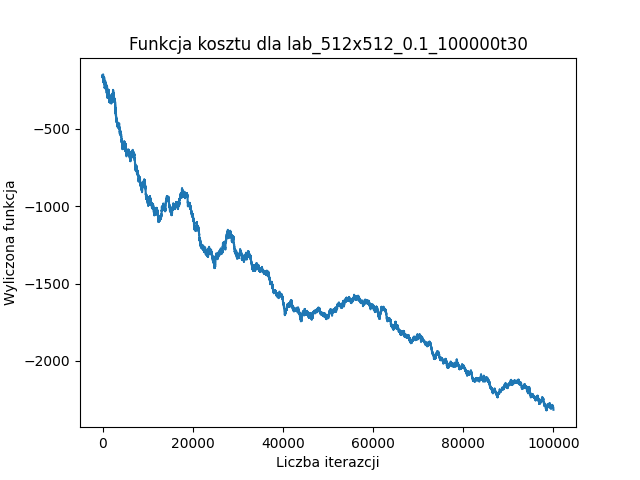 Funkcja kosztu dla lab_512x512_0.1_100000t30
Wyliczona funkcja
−500
−1000
−1500
−2000
0 20000 40000 60000 80000 100000
Liczba iterazcji